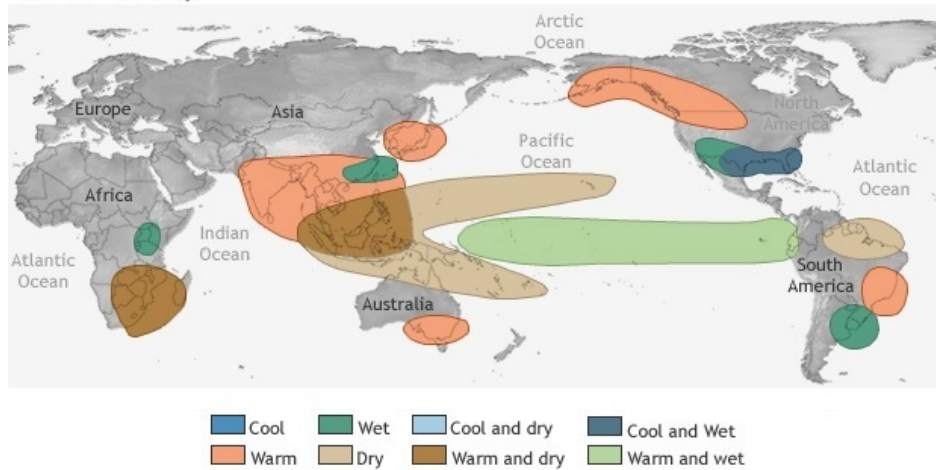 Arctic
Ocean
Europe
Asia
North
America
Pacific
Ocean
Atlantic
Ocean
Africa
Indian
Ocean
Atlantic
Ocean
South
America
Australia
Cool
Wet
Cool and dry
Cool and Wet
Warm
Dry
Warm and dry
Warm and wet